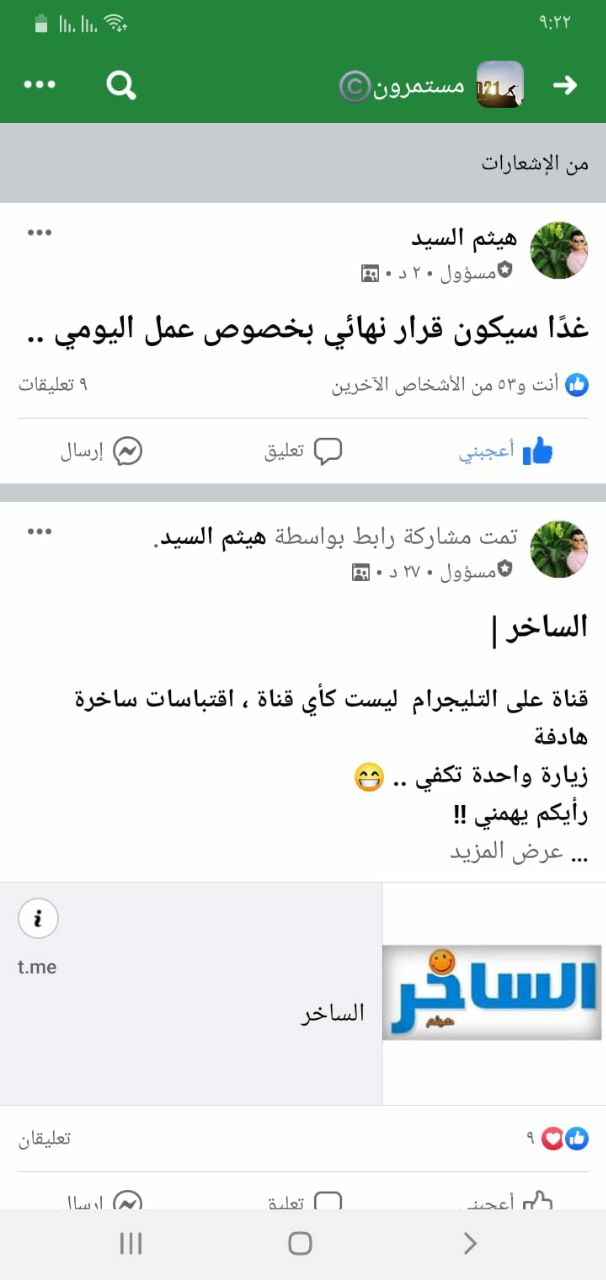 ٩:٢٢
مستمرون©
من الإشعارات
هيثم السيد
مسؤول • ٢ د •
غدًا سيكون قرار نهائي بخصوص عمل اليومي ..
أنت و٥٣ من الأشخاص الآخرين
٩ تعليقات
أعجبني
تعليق
إرسال
تمت مشاركة رابط بواسطة هيثم السيد.
مسؤول • ٢٧ د •
الساخر |
قناة على التليجرام ليست كأي قناة ، اقتباسات ساخرة
هادفة
زيارة واحدة تكفي .. 😁
رأيكم يهمني !!
... عرض المزيد
الساخر
هيثم
t.me
الساخر
٩
تعليقان
أعجبني
تعليق
إرسال